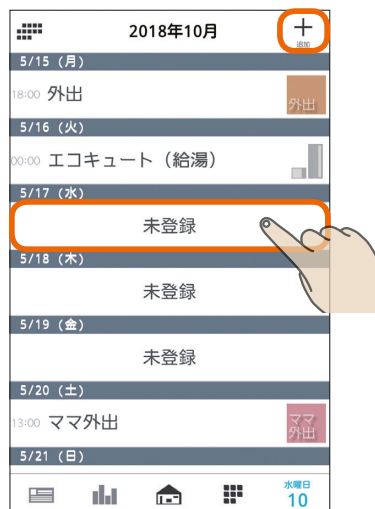 2018年10月
追加
5/15（月）
18:00 外出
外出
5/16（火）
00:00 エコキュート（給湯）
5/17（水）
未登録
5/18（木）
未登録
5/19（金）
未登録
5/20（土）
13:00 ママ外出
ママ
外出
5/21（日）
水曜日
10